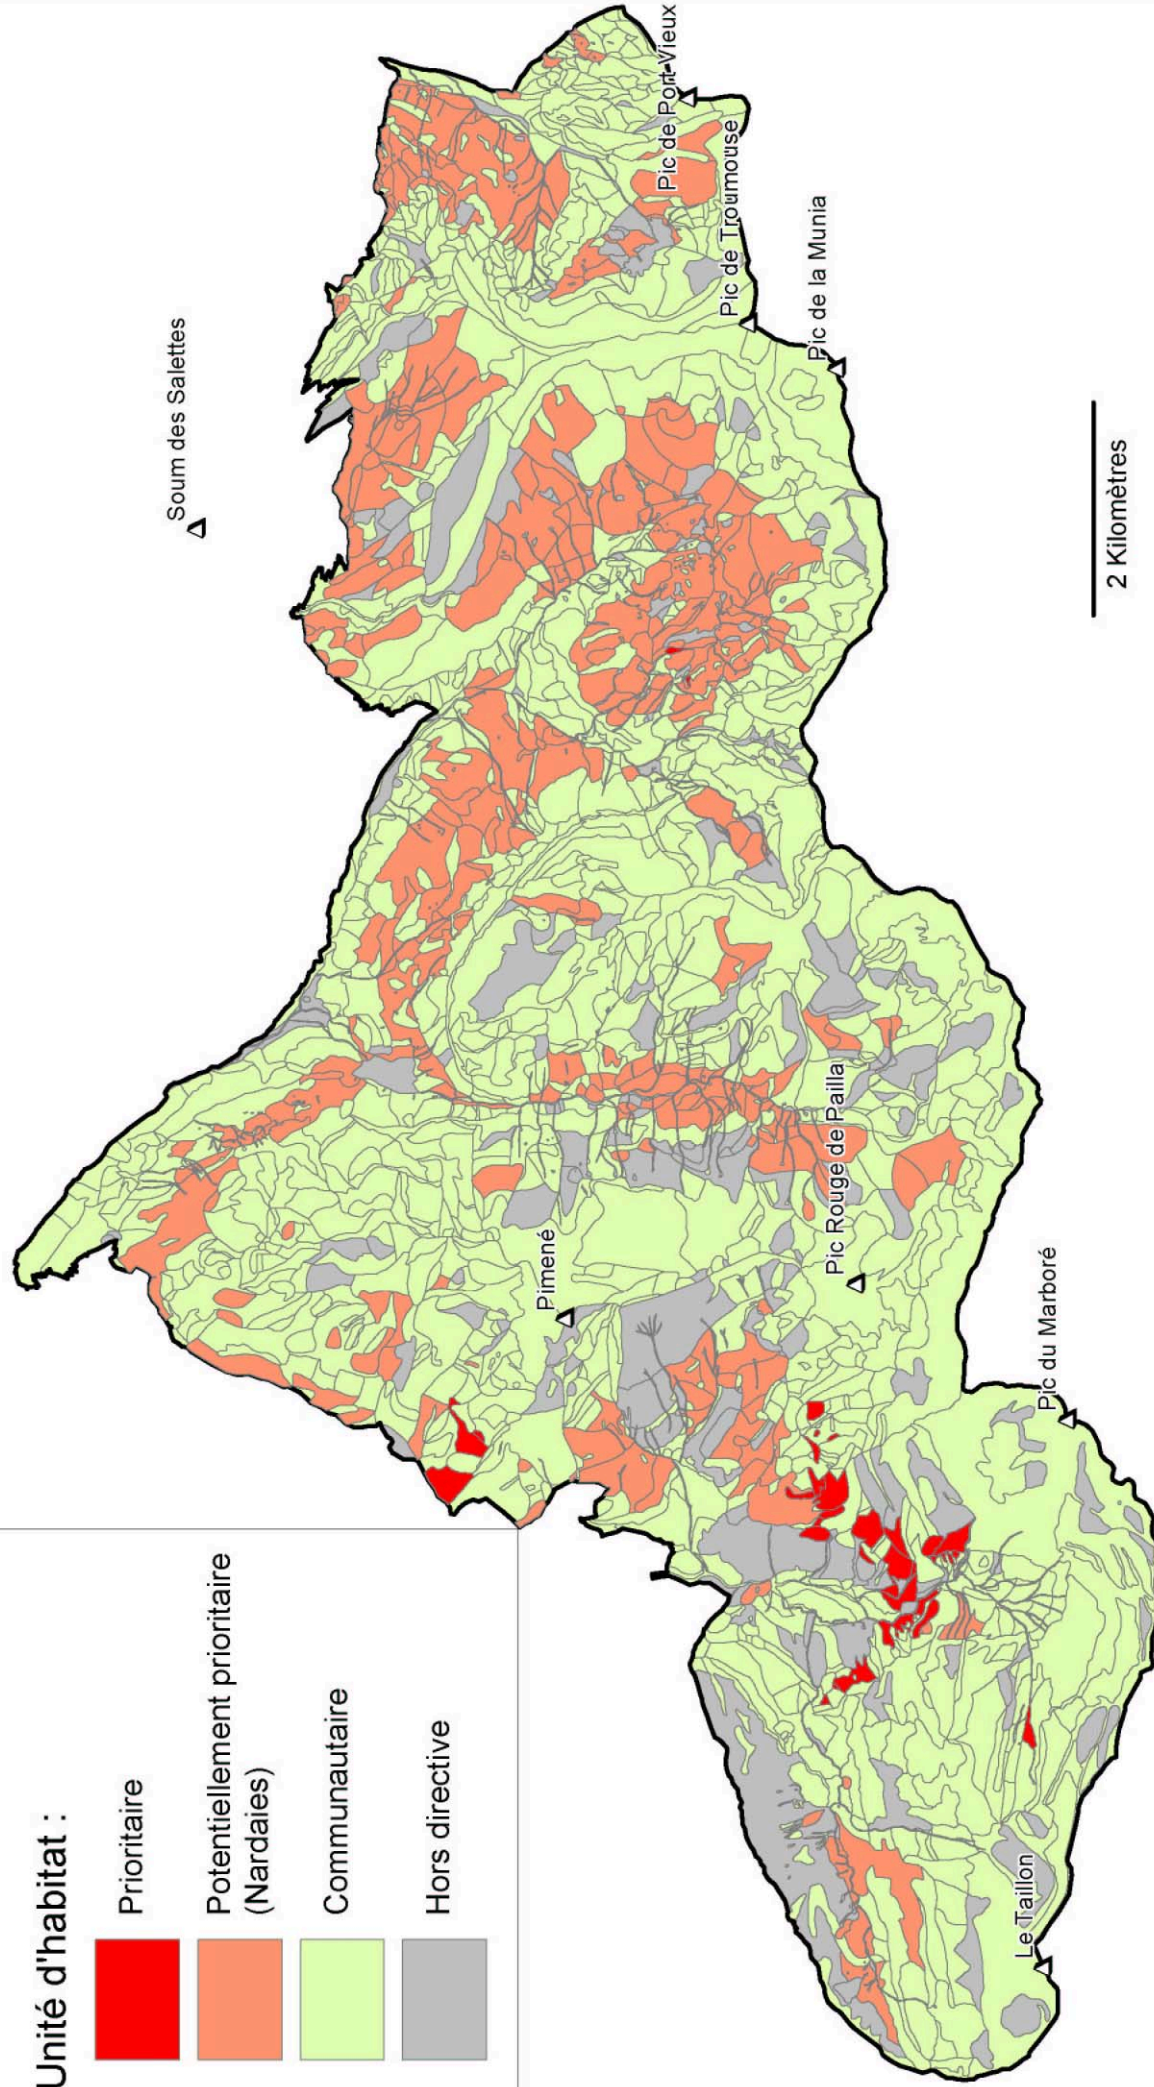 Unité d'habitat :
Prioritaire
Potentiellement prioritaire
(Nardaies)
Communautaire
Hors directive
Soum des Salettes
Pic de Port Vieux
Pic de Troumouse
Pic de la Munia
Pimené
Pic Rouge de Pailla
Pic du Marboré
Le Taillon
2 Kilomètres